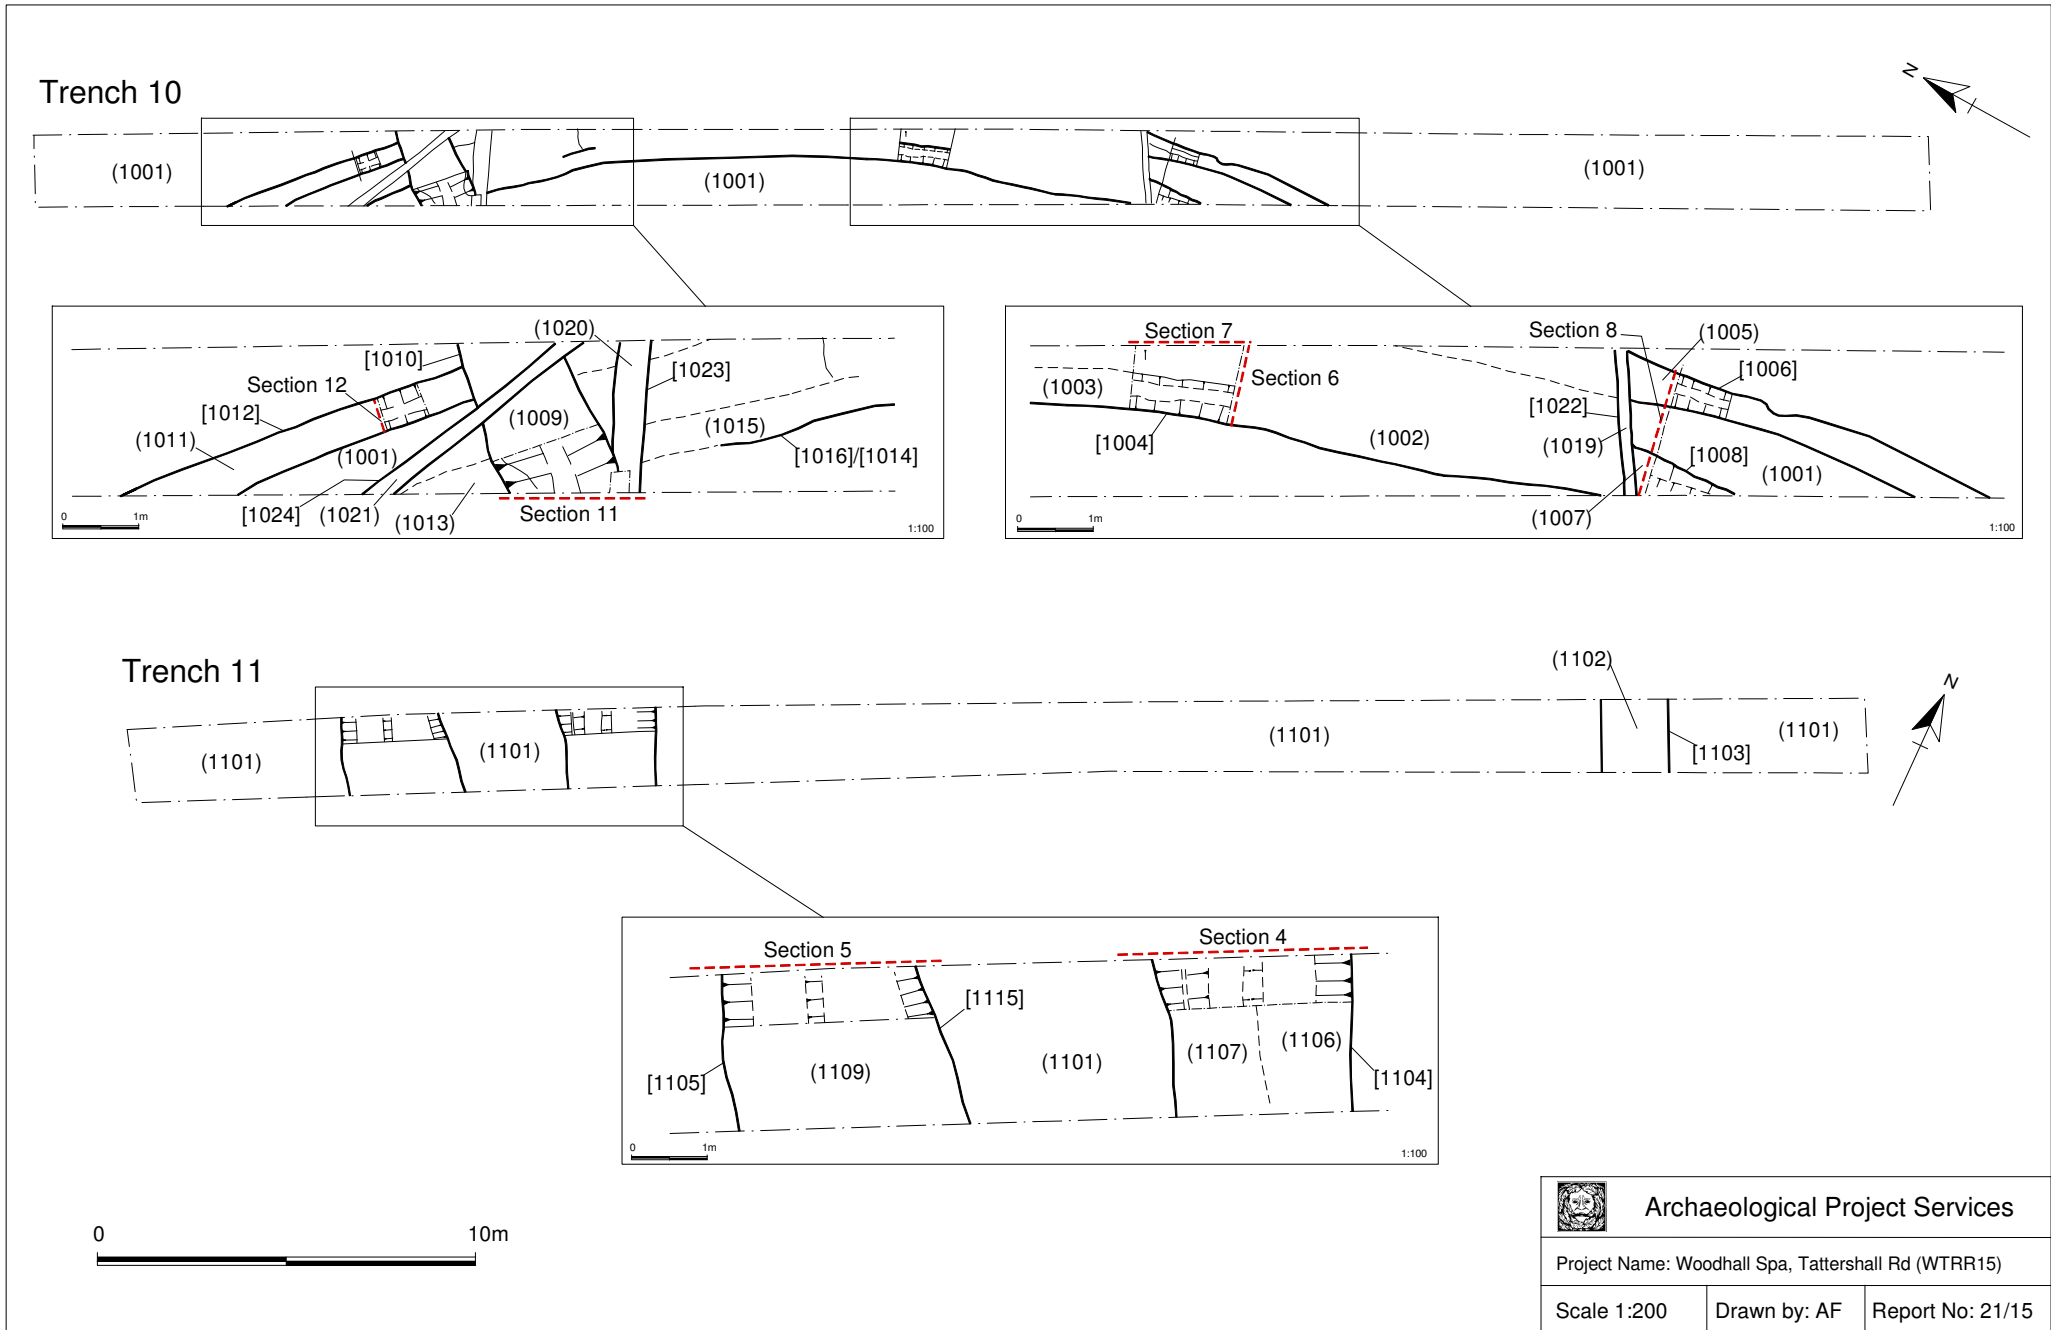 Trench 10
N
(1001)
(1001)
(1001)
(1020)
[1010]
[1023]
Section 12
[1012]
(1009)
(1011)
(1015)
(1001)
[1016]/[1014]
[1024]
(1021)
(1013)
Section 11
0 1m
1:100
Section 7
Section 8
(1005)
[1006]
Section 6
(1003)
[1022]
[1004]
(1002)
(1019)
[1008]
(1001)
(1007)
0 1m
1:100
Trench 11
(1102)
N
(1101)
(1101)
(1101)
[1103]
(1101)
Section 5
Section 4
[1115]
(1107)
(1106)
[1105]
(1109)
(1101)
[1104]
0 1m
1:100
0 10m
Archaeological Project Services
Project Name: Woodhall Spa, Tattershall Rd (WTRR15)
Scale 1:200
Drawn by: AF
Report No: 21/15